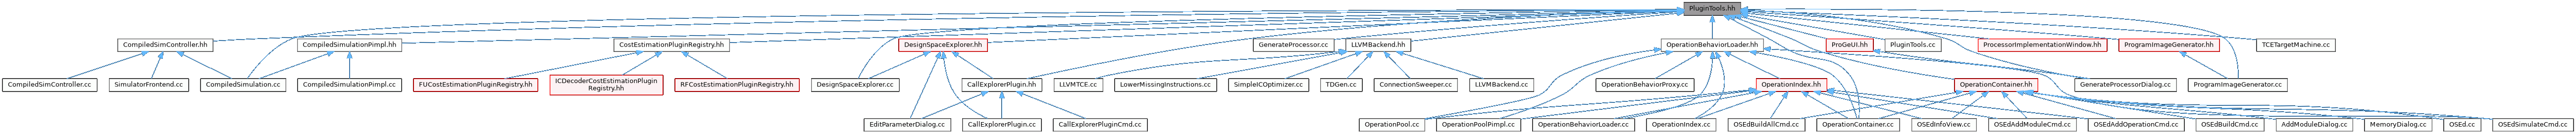 PluginTools.hh
CompiledSimController.hh
CompiledSimulationPimpl.hh
CostEstimationPluginRegistry.hh
DesignSpaceExplorer.hh
GenerateProcessor.cc
LLVMBackend.hh
OperationBehaviorLoader.hh
ProGeUI.hh
PluginTools.cc
ProcessorImplementationWindow.hh
ProgramImageGenerator.hh
TCETargetMachine.cc
CompiledSimController.cc
SimulatorFrontend.cc
CompiledSimulation.cc
CompiledSimulationPimpl.cc
FUCostEstimationPluginRegistry.hh
ICDecoderCostEstimationPlugin
Registry.hh
RFCostEstimationPluginRegistry.hh
DesignSpaceExplorer.cc
CallExplorerPlugin.hh
LLVMTCE.cc
LowerMissingInstructions.cc
SimpleICOptimizer.cc
TDGen.cc
ConnectionSweeper.cc
LLVMBackend.cc
OperationBehaviorProxy.cc
OperationIndex.hh
OperationContainer.hh
GenerateProcessorDialog.cc
ProgramImageGenerator.cc
EditParameterDialog.cc
CallExplorerPlugin.cc
CallExplorerPluginCmd.cc
OperationPool.cc
OperationPoolPimpl.cc
OperationBehaviorLoader.cc
OperationIndex.cc
OSEdBuildAllCmd.cc
OperationContainer.cc
OSEdInfoView.cc
OSEdAddModuleCmd.cc
OSEdAddOperationCmd.cc
OSEdBuildCmd.cc
AddModuleDialog.cc
MemoryDialog.cc
OSEd.cc
OSEdSimulateCmd.cc